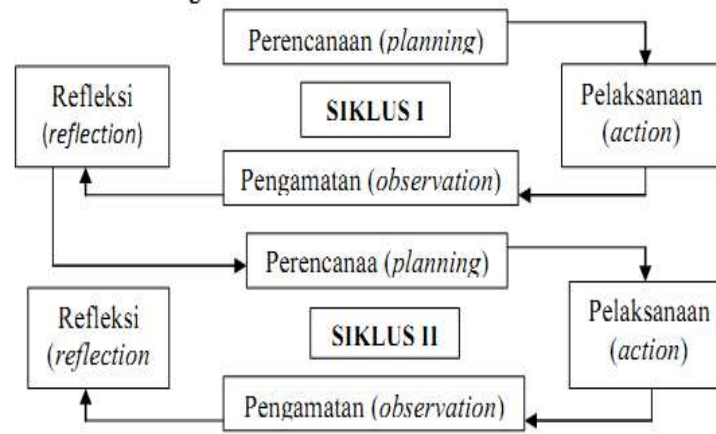 Perencanaan (planning)
Refleksi
(reflection)
SIKLUS I
Pelaksanaan
(action)
Pengamatan (observation)
Perencanaa (planning)
Refleksi
(reflection
SIKLUS II
Pelaksanaan
(action)
Pengamatan (observation)